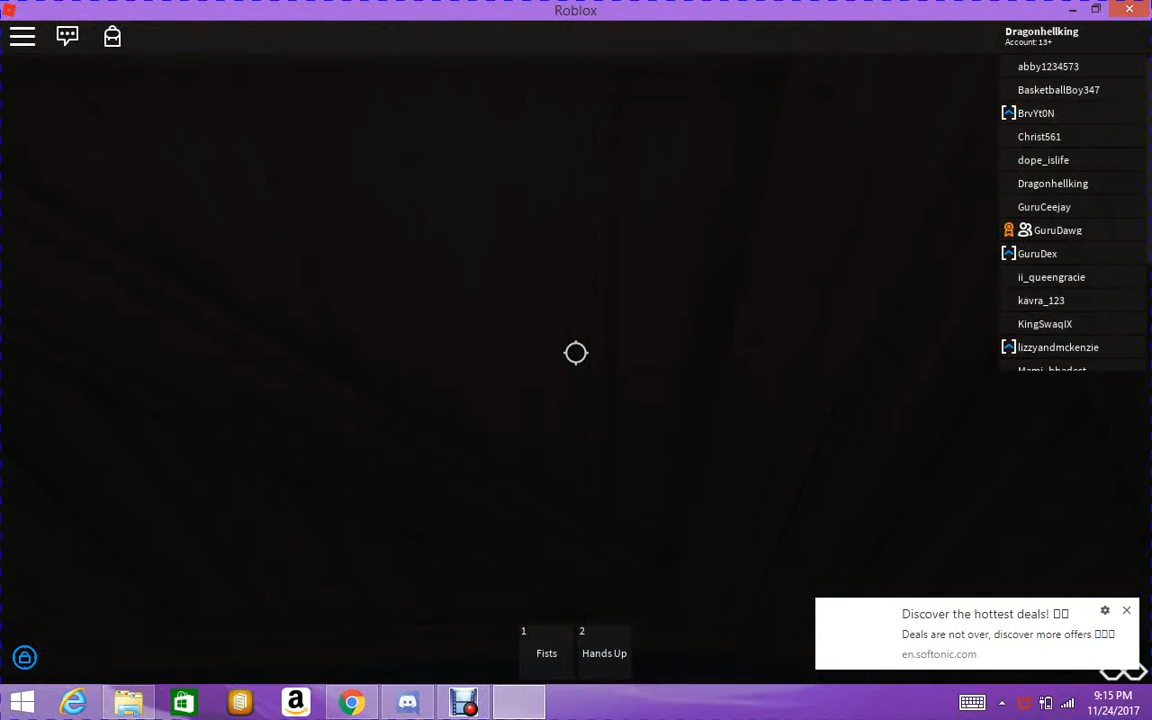 Roblox
Dragonhellking
Account: 13+
abby1234573
BasketballBoy347
BrvYt0N
Christ561
dope_islife
Dragonhellking
GuruCeejay
GuruDawg
GuruDex
ii_queengracie
kavra_123
KingSwaqIX
lizzyandmckenzie
1
Fists
2
Hands Up
Discover the hottest deals!
Deals are not over, discover more offers
en.softonic.com
9:15 PM
11/24/2017